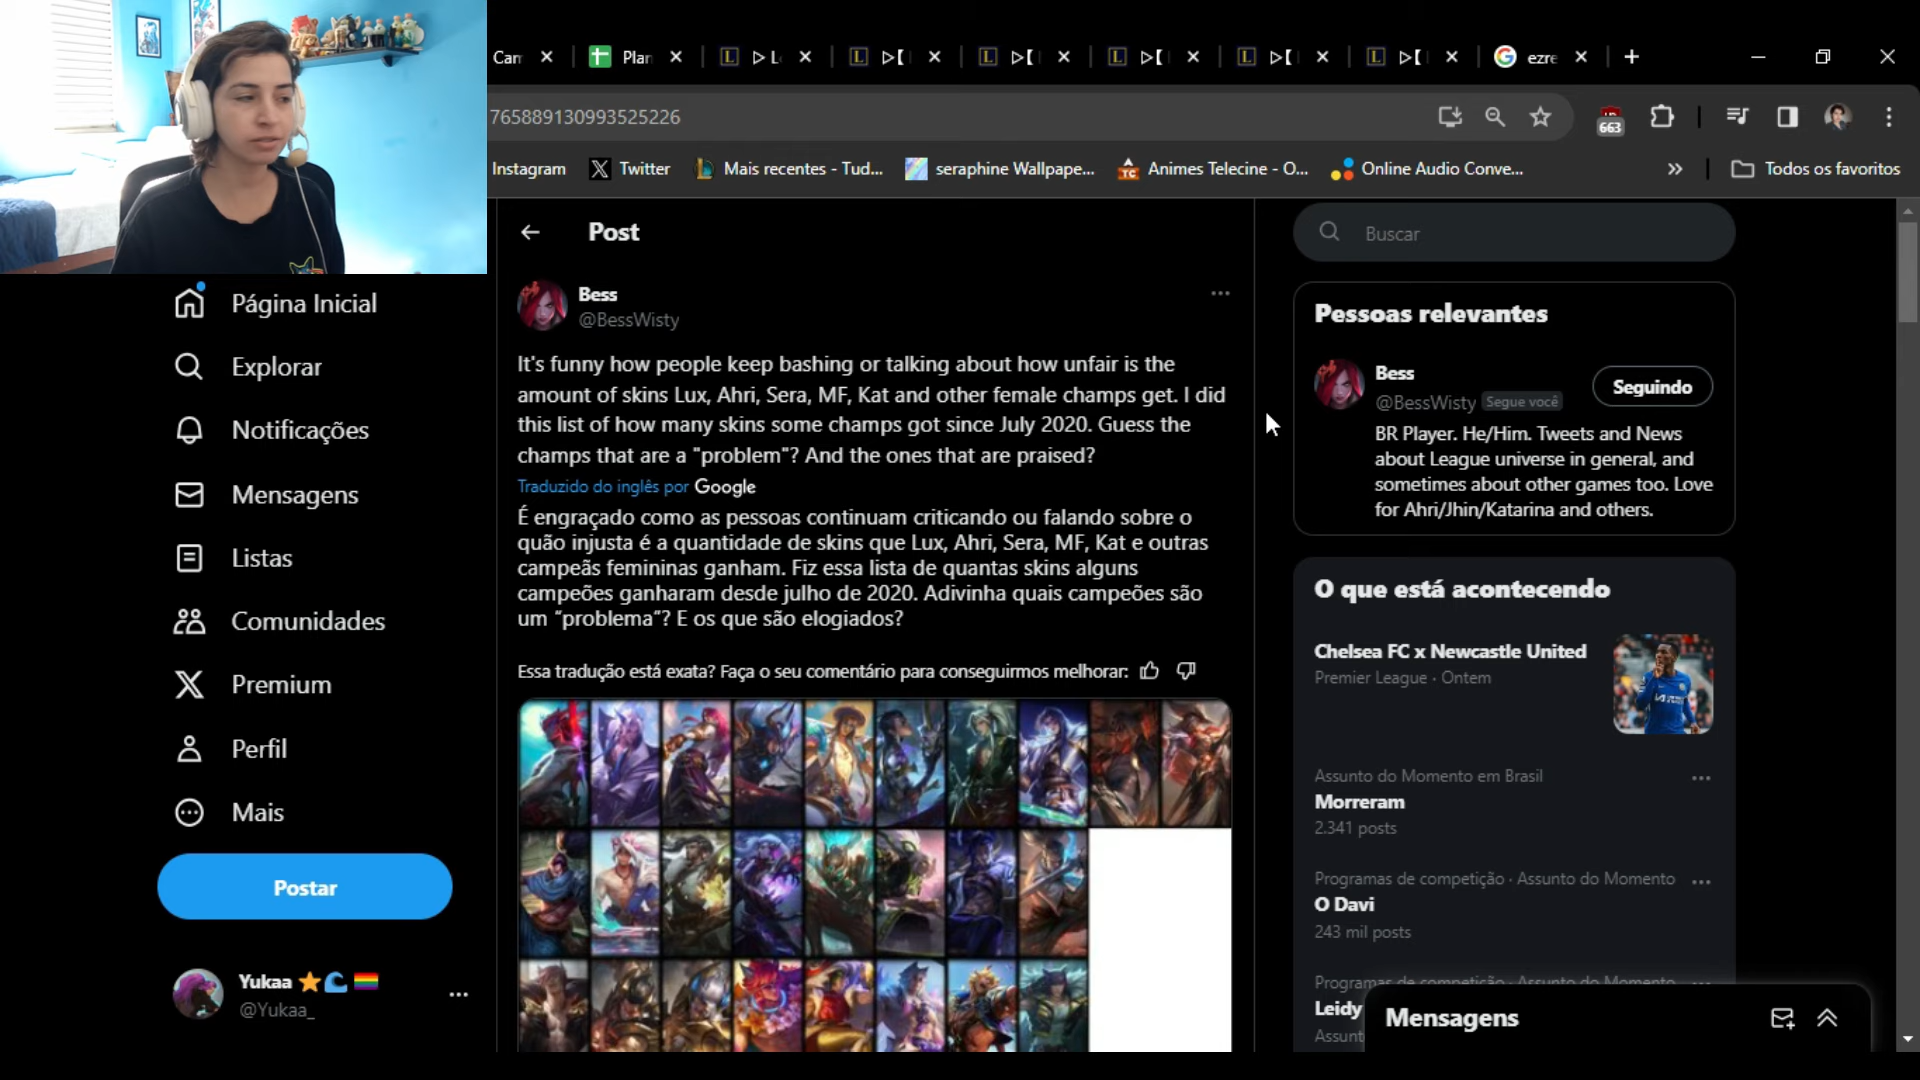 Can
Plan
L
ezre
765889130993525226
663
Instagram
Twitter
Mais recentes - Tud...
seraphine Wallpape...
Animes Telecine - O...
Online Audio Conve...
Todos os favoritos
Post
Buscar
Bess
@BessWisty
It's funny how people keep bashing or talking about how unfair is the
amount of skins Lux, Ahri, Sera, MF, Kat and other female champs get. I did
this list of how many skins some champs got since July 2020. Guess the
champs that are a "problem"? And the ones that are praised?
Traduzido do inglês por Google
É engraçado como as pessoas continuam criticando ou falando sobre o
quão injusta é a quantidade de skins que Lux, Ahri, Sera, MF, Kat e outras
campeãs femininas ganham. Fiz essa lista de quantas skins alguns
campeões ganharam desde julho de 2020. Adivinha quais campeões são
um “problema”? E os que são elogiados?
Essa tradução está exata? Faça o seu comentário para conseguirmos melhorar:
Página Inicial
Explorar
Notificações
Mensagens
Listas
Comunidades
Premium
Perfil
Mais
Postar
Yukaa
@Yukaa_
Pessoas relevantes
Bess
@BessWisty Segue você
Seguindo
BR Player. He/Him. Tweets and News
about League universe in general, and
sometimes about other games too. Love
for Ahri/Jhin/Katarina and others.
O que está acontecendo
Chelsea FC x Newcastle United
Premier League · Ontem
Assunto do Momento em Brasil
Morreram
2.341 posts
Programas de competição · Assunto do Momento
O Davi
243 mil posts
Programas de competição · Assunto do Momento
Leidy
Assunt
Mensagens